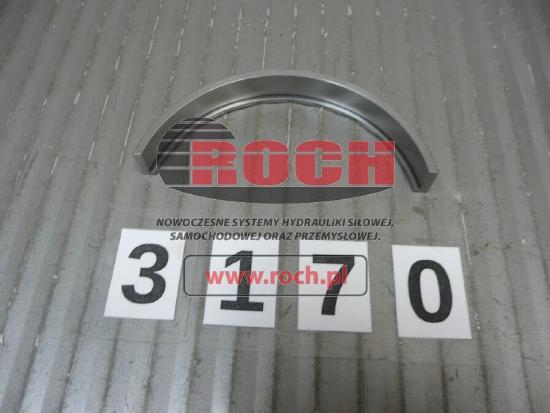 ROCH
NOWOCZESNE SYSTEMY HYDRAULIKI SIŁOWEJ,
SAMOCHODOWEJ ORAZ PRZEMYSŁOWEJ.
www.roch.pl
3 1 7 0